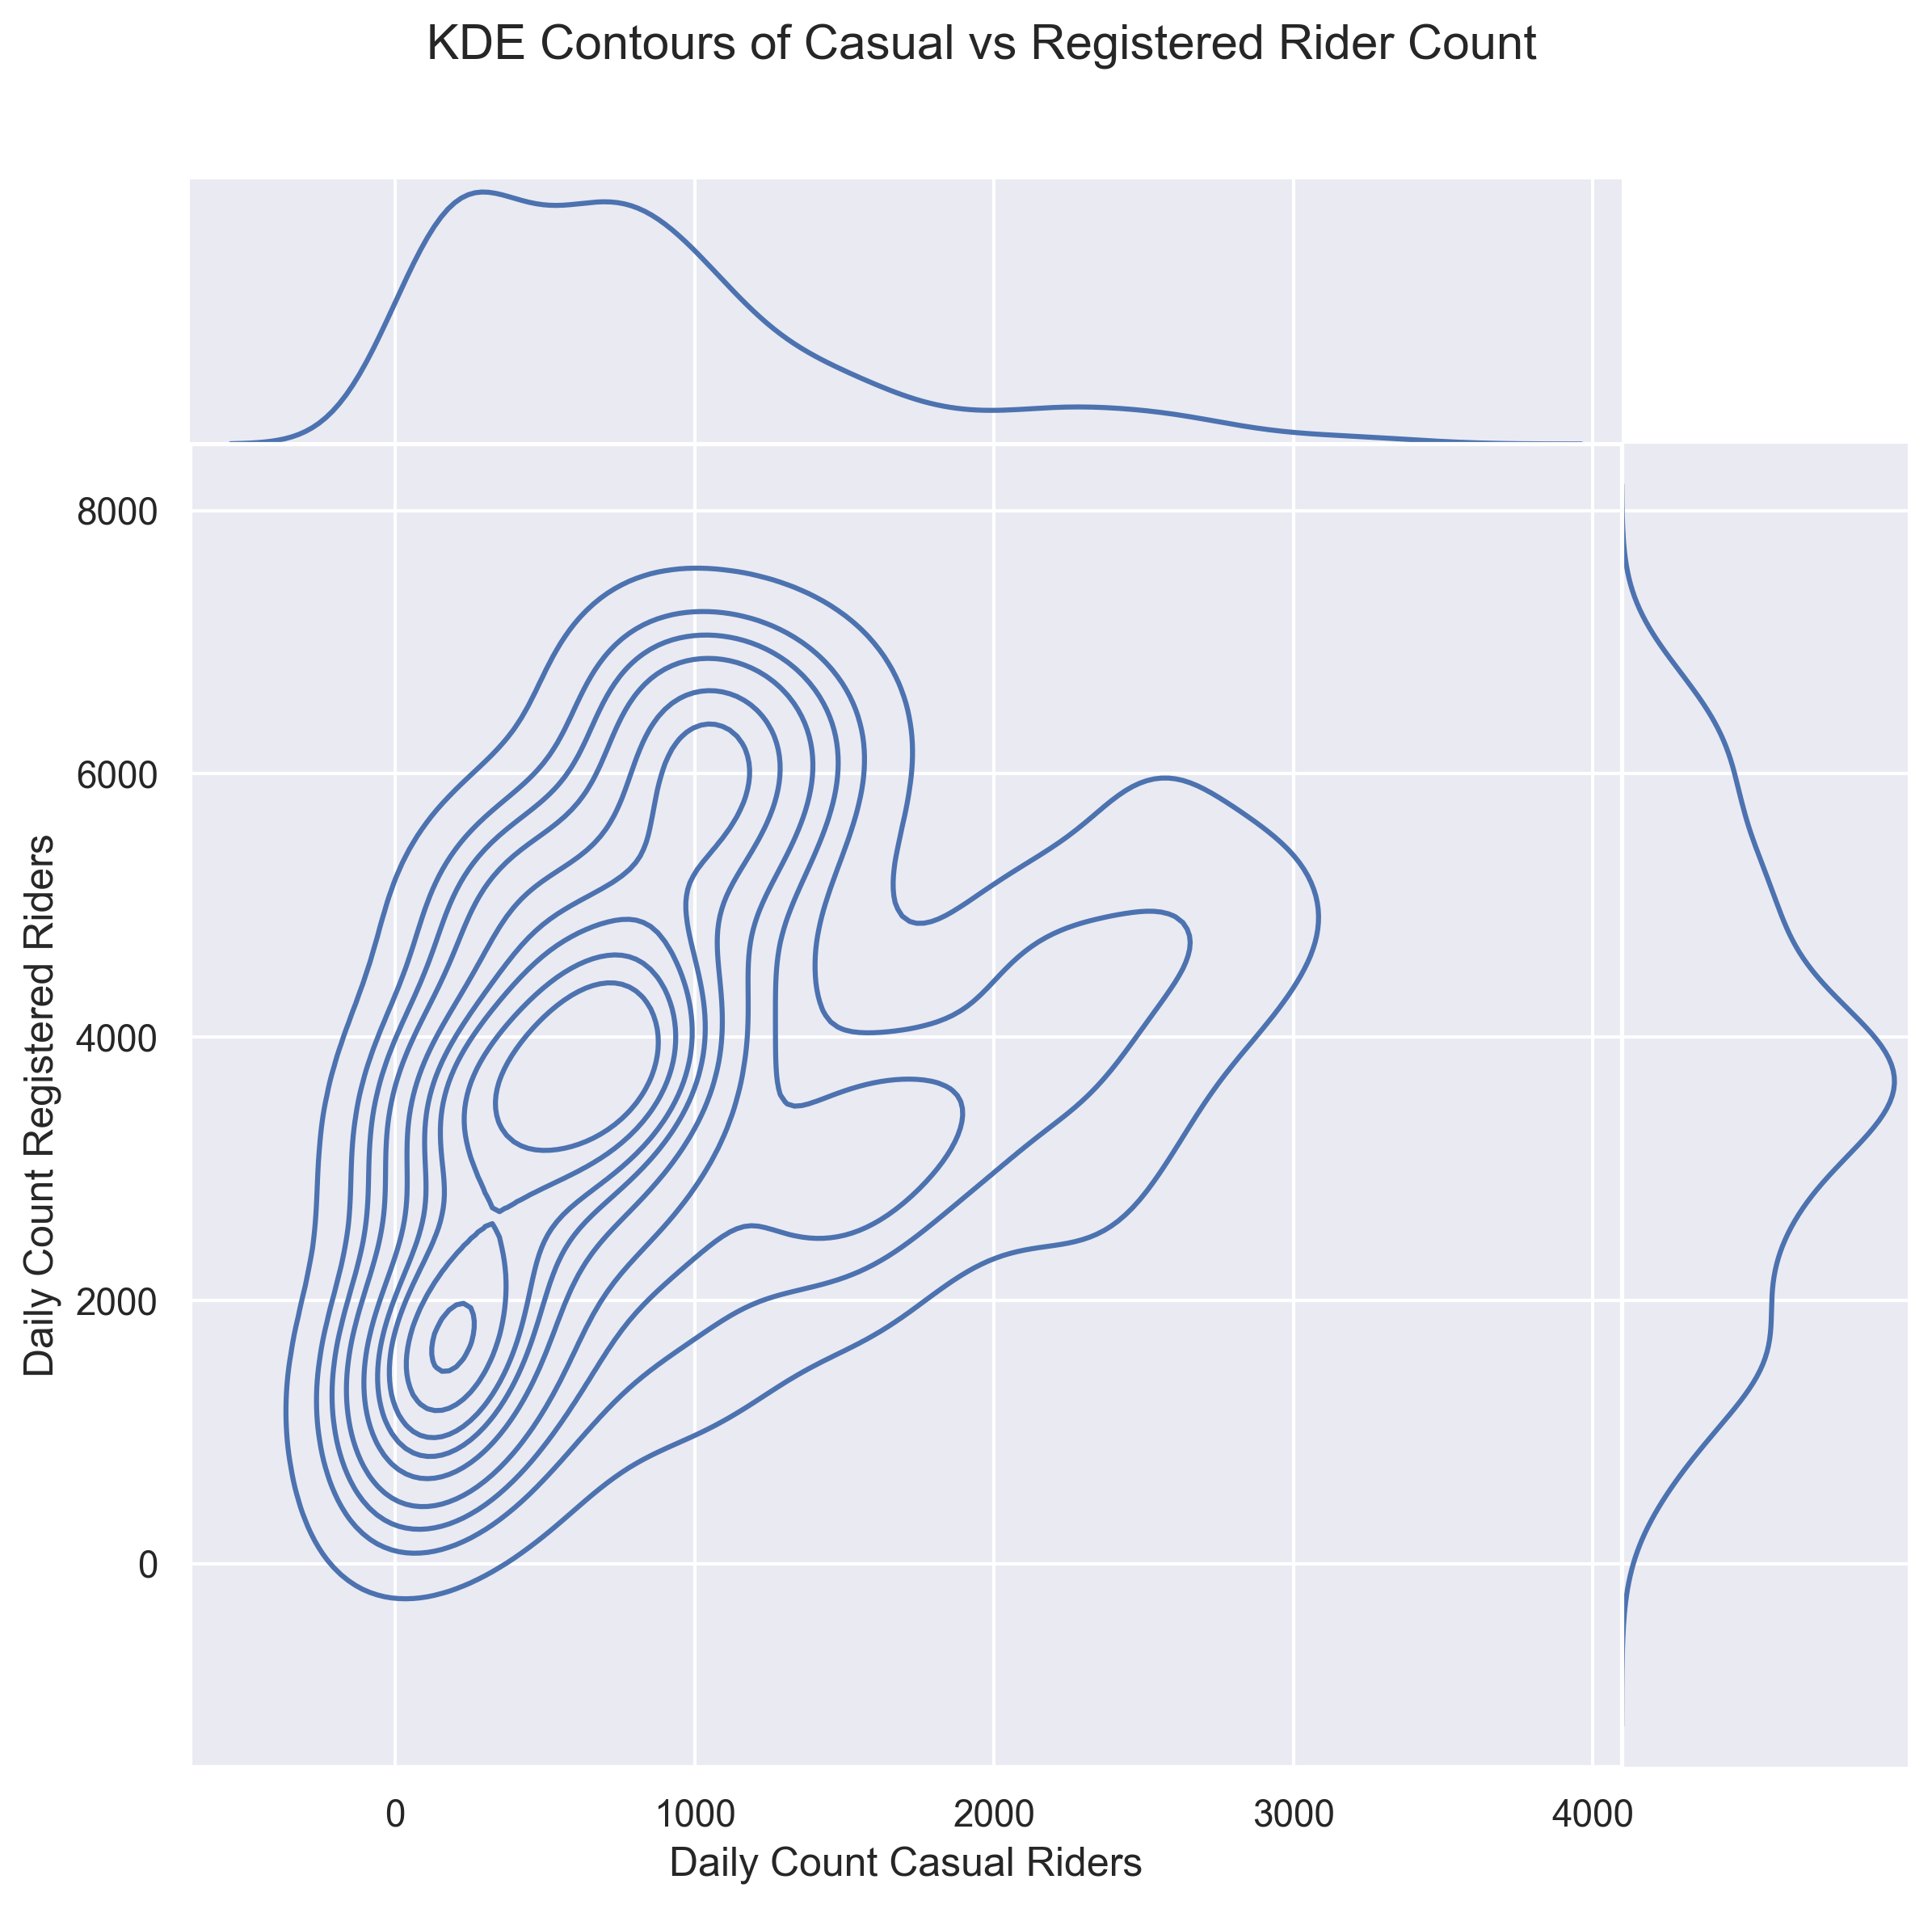 KDE Contours of Casual vs Registered Rider Count
8000
6000
4000
2000
0
Daily Count Registered Riders
0 1000 2000 3000 4000
Daily Count Casual Riders